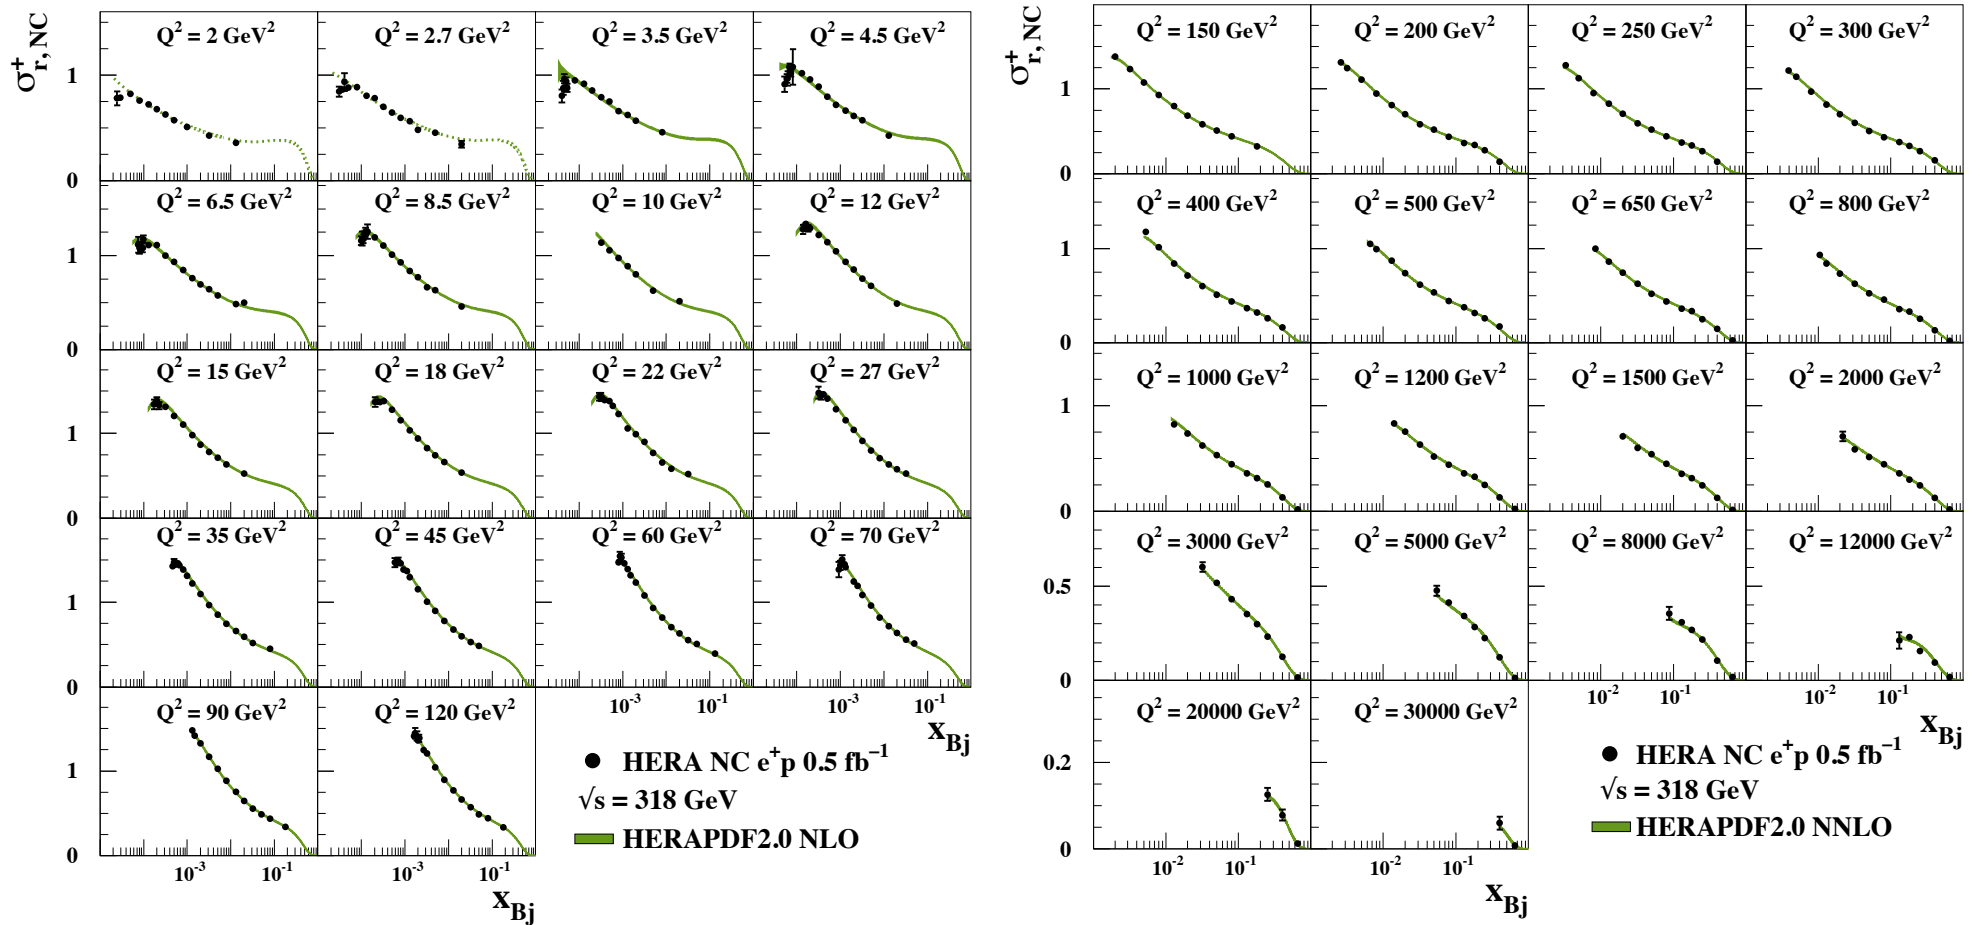 σ⁺r, NC
Q² = 2 GeV² Q² = 2.7 GeV² Q² = 3.5 GeV² Q² = 4.5 GeV²
1
0
Q² = 6.5 GeV² Q² = 8.5 GeV² Q² = 10 GeV² Q² = 12 GeV²
1
0
Q² = 15 GeV² Q² = 18 GeV² Q² = 22 GeV² Q² = 27 GeV²
1
0
Q² = 35 GeV² Q² = 45 GeV² Q² = 60 GeV² Q² = 70 GeV²
1
0
10⁻³ 10⁻¹ 10⁻³ 10⁻¹
xBj
Q² = 90 GeV² Q² = 120 GeV²
1
0
10⁻³ 10⁻¹ 10⁻³ 10⁻¹
xBj
HERA NC e⁺p 0.5 fb⁻¹
√s = 318 GeV
HERAPDF2.0 NLO
σ⁺r, NC
Q² = 150 GeV² Q² = 200 GeV² Q² = 250 GeV² Q² = 300 GeV²
1
0
Q² = 400 GeV² Q² = 500 GeV² Q² = 650 GeV² Q² = 800 GeV²
1
0
Q² = 1000 GeV² Q² = 1200 GeV² Q² = 1500 GeV² Q² = 2000 GeV²
1
0
Q² = 3000 GeV² Q² = 5000 GeV² Q² = 8000 GeV² Q² = 12000 GeV²
0.5
0
10⁻² 10⁻¹ 10⁻² 10⁻¹
xBj
Q² = 20000 GeV² Q² = 30000 GeV²
0.2
0
10⁻² 10⁻¹ 10⁻² 10⁻¹
xBj
HERA NC e⁺p 0.5 fb⁻¹
√s = 318 GeV
HERAPDF2.0 NNLO